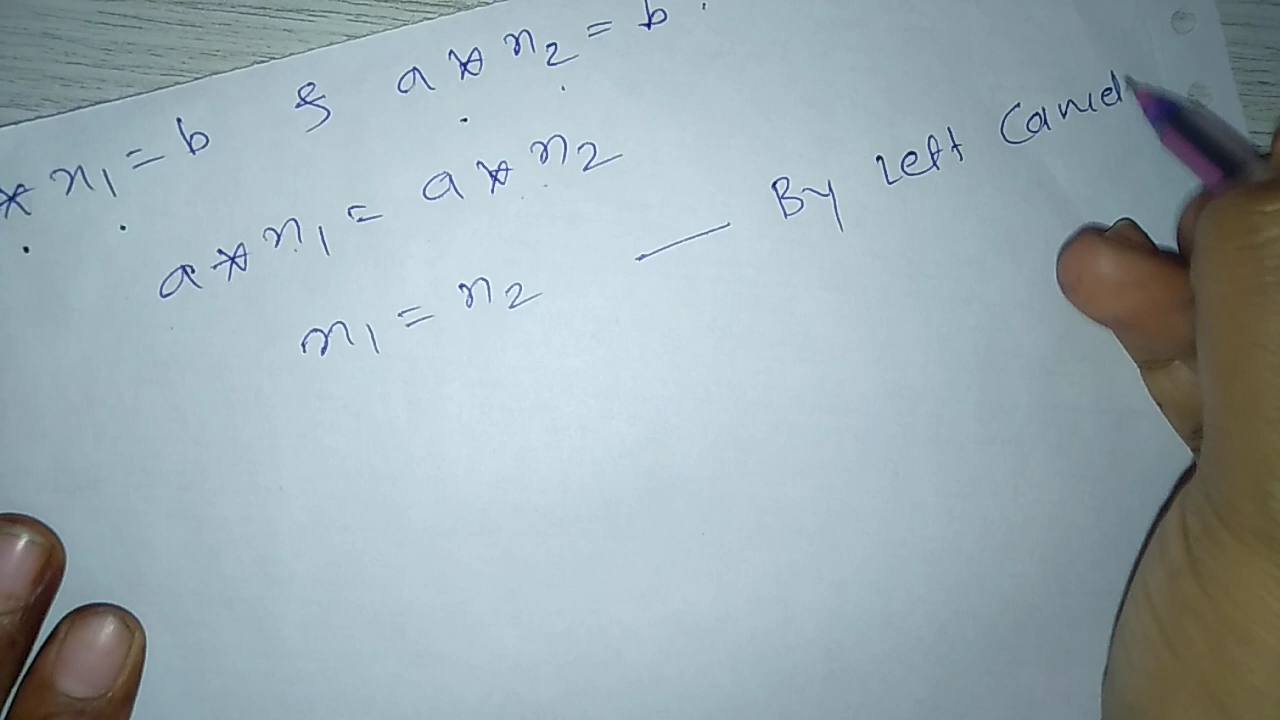 * x₁ = b & a * x₂ = b.
a * x₁ = a * x₂
x₁ = x₂ — By Left Cancel